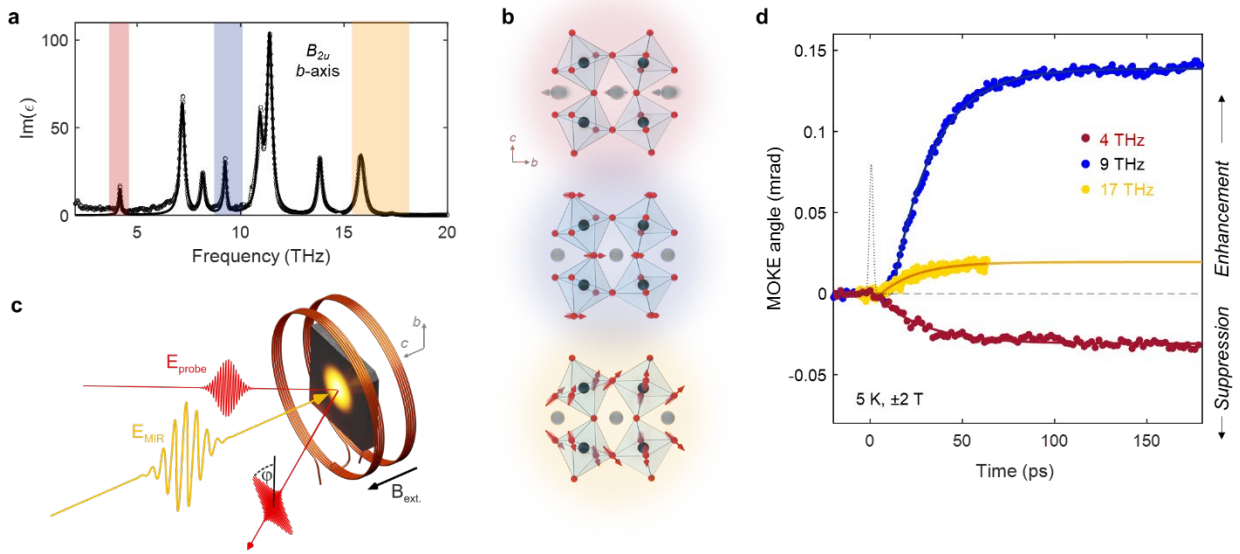 a
100
50
0
Im(ϵ)
B2u
b-axis
5
10
15
20
Frequency (THz)
b
c
b
c
Eprobe
EMIR
φ
Bext.
b
c
d
0.15
0.1
0.05
0
-0.05
MOKE angle (mrad)
4 THz
9 THz
17 THz
5 K, ±2 T
0
50
100
150
Time (ps)
Enhancement
Suppression